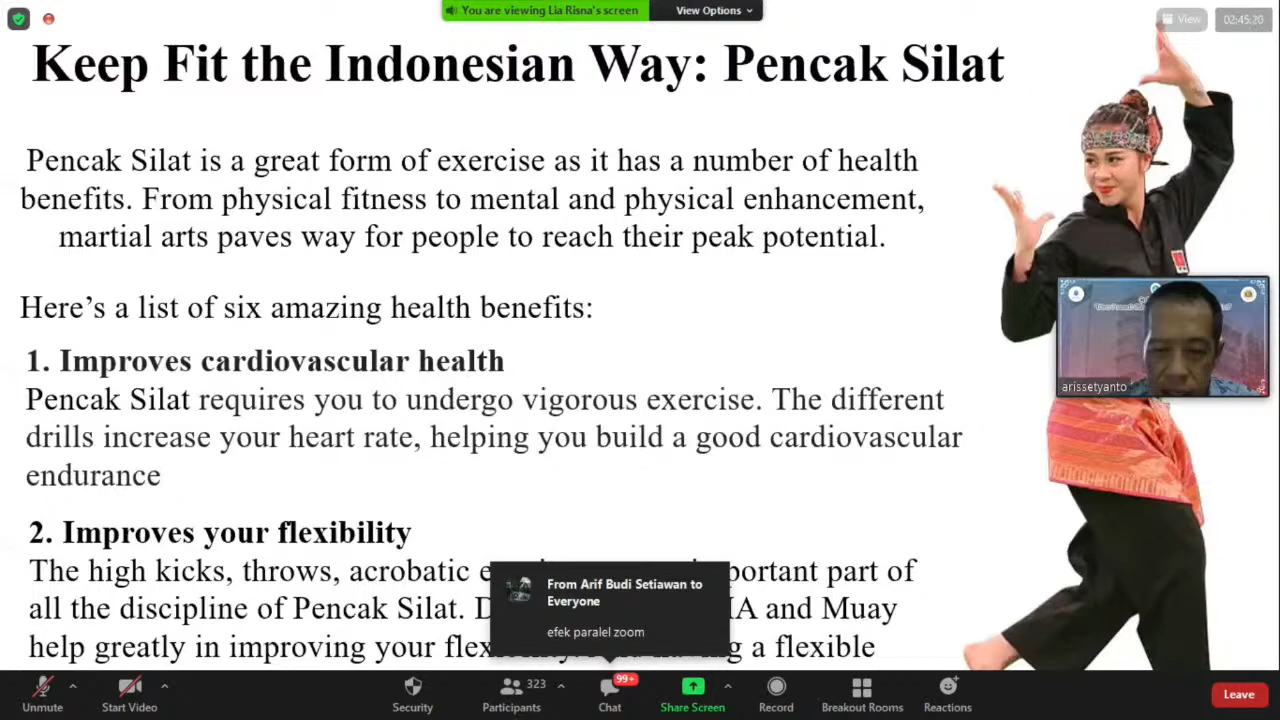 You are viewing Lia Risna's screen
View Options
View
02:45:20
Keep Fit the Indonesian Way: Pencak Silat
Pencak Silat is a great form of exercise as it has a number of health
benefits. From physical fitness to mental and physical enhancement,
martial arts paves way for people to reach their peak potential.
Here’s a list of six amazing health benefits:
1. Improves cardiovascular health
Pencak Silat requires you to undergo vigorous exercise. The different
drills increase your heart rate, helping you build a good cardiovascular
endurance
arissetyanto
2. Improves your flexibility
The high kicks, throws, acrobatic
part of
all the discipline of Pencak Silat.
and Muay
help greatly in improving your
a flexible
From Arif Budi Setiawan to
Everyone
efek paralel zoom
Unmute
Start Video
Security
323
Participants
99+
Chat
Share Screen
Record
Breakout Rooms
Reactions
Leave